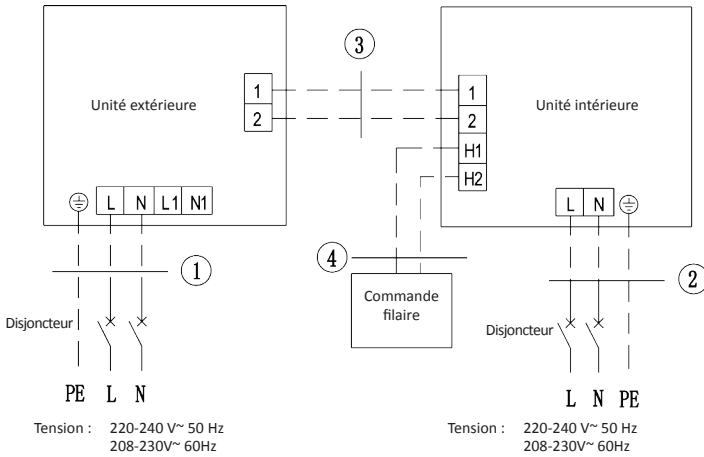 ③
Unité extérieure
1
2
1
2
H1
H2
Unité intérieure
L
N
L1
N1
L
N
①
④
Commande
filaire
②
Disjoncteur
PE
L
N
Disjoncteur
L
N
PE
Tension : 220-240 V~ 50 Hz
208-230V~ 60Hz
Tension : 220-240 V~ 50 Hz
208-230V~ 60Hz